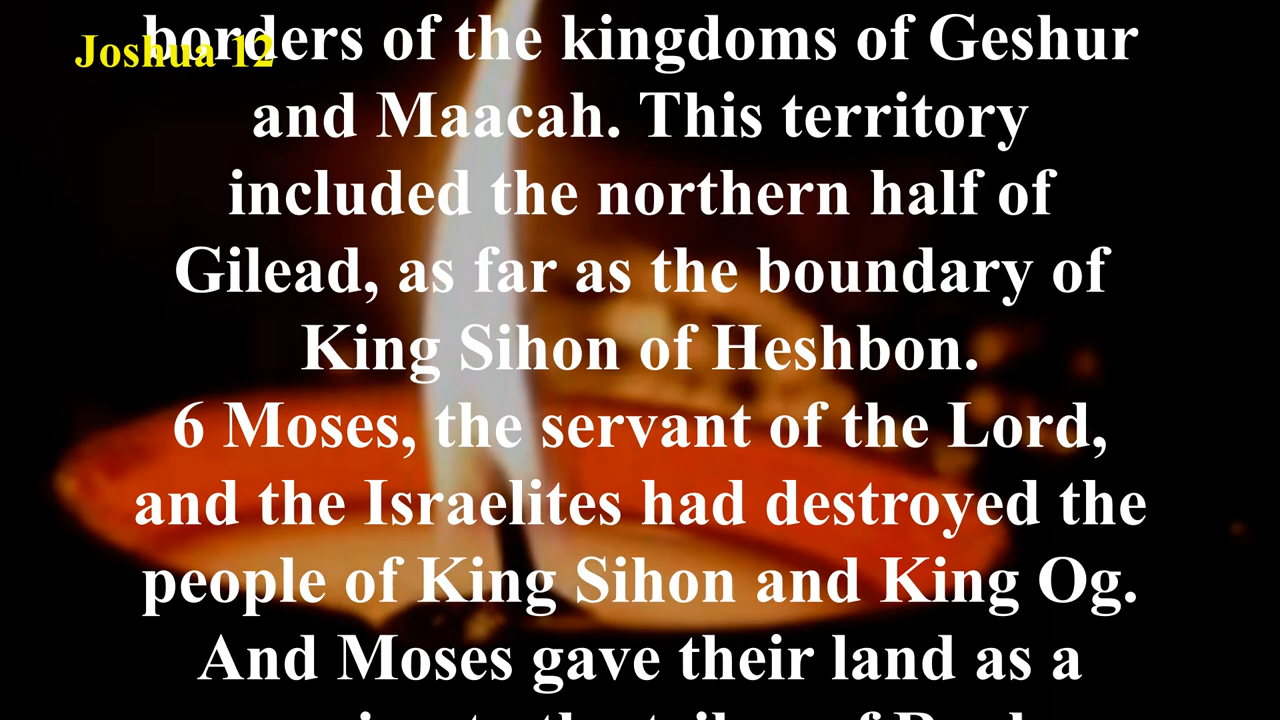 Joshua 12
borders of the kingdoms of Geshur
and Maacah. This territory
included the northern half of
Gilead, as far as the boundary of
King Sihon of Heshbon.
6 Moses, the servant of the Lord,
and the Israelites had destroyed the
people of King Sihon and King Og.
And Moses gave their land as a